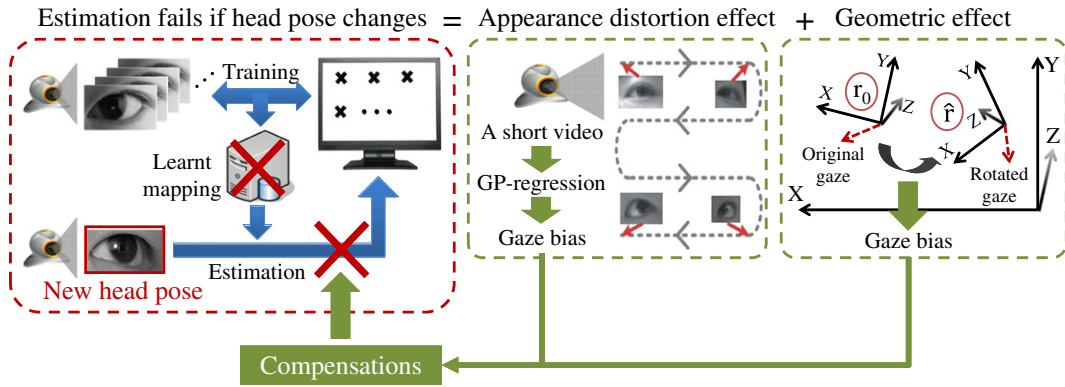 Estimation fails if head pose changes = Appearance distortion effect + Geometric effect
Training
Learnt
mapping
Estimation
New head pose
A short video
GP-regression
Gaze bias
Y
X
r₀
Z
Original
gaze
Y
r̂
Z
X
Rotated
gaze
Y
Z
X
Gaze bias
Compensations